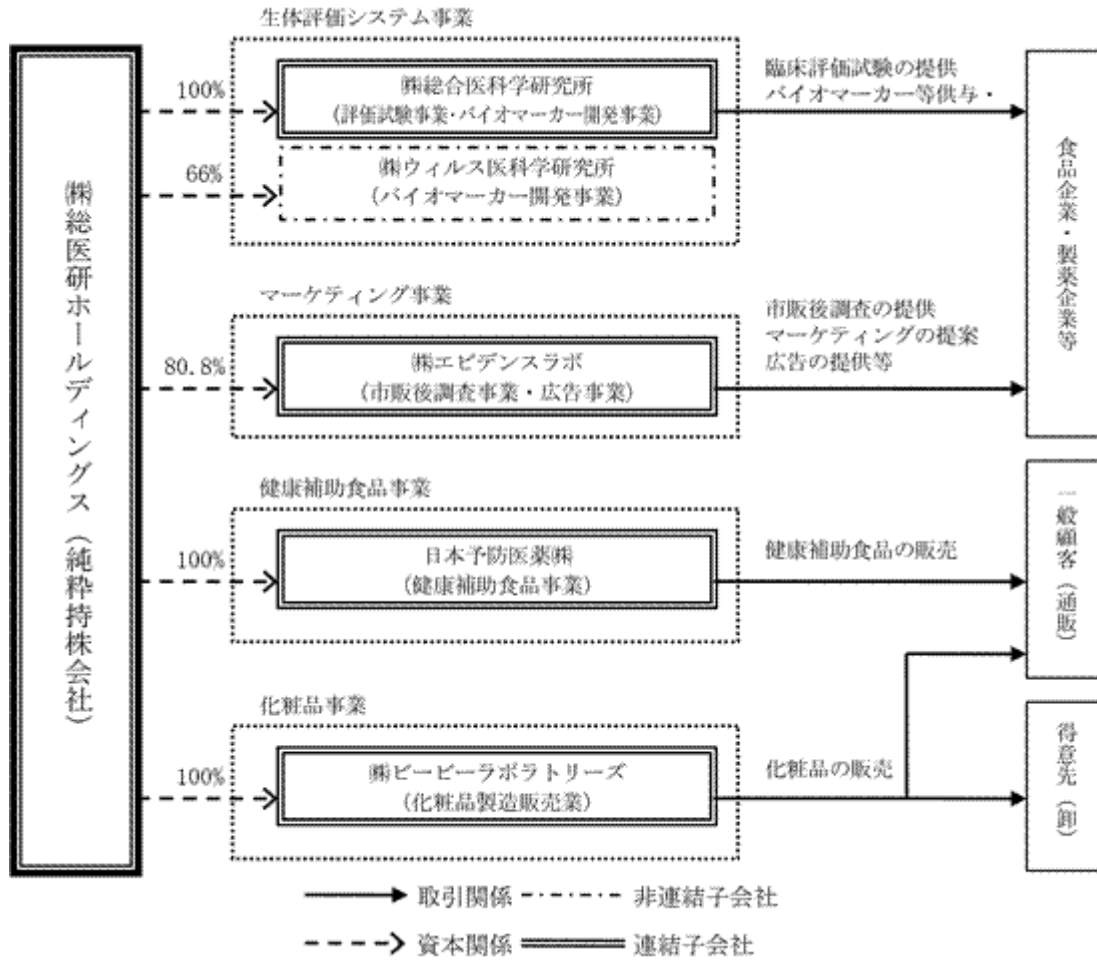 ㈱総医研ホールディングス（純粋持株会社）
生体評価システム事業
100%
㈱総合医科学研究所
(評価試験事業・バイオマーカー開発事業)
臨床評価試験の提供
バイオマーカー等供与・
66%
㈱ウィルス医科学研究所
(バイオマーカー開発事業)
食品企業・製薬企業等
マーケティング事業
80.8%
㈱エビデンスラボ
(市販後調査事業・広告事業)
市販後調査の提供
マーケティングの提案
広告の提供等
健康補助食品事業
100%
日本予防医薬㈱
(健康補助食品事業)
健康補助食品の販売
一般顧客（通販）
化粧品事業
100%
㈱ビービーラボラトリーズ
(化粧品製造販売業)
化粧品の販売
得意先（卸）
取引関係
非連結子会社
資本関係
連結子会社